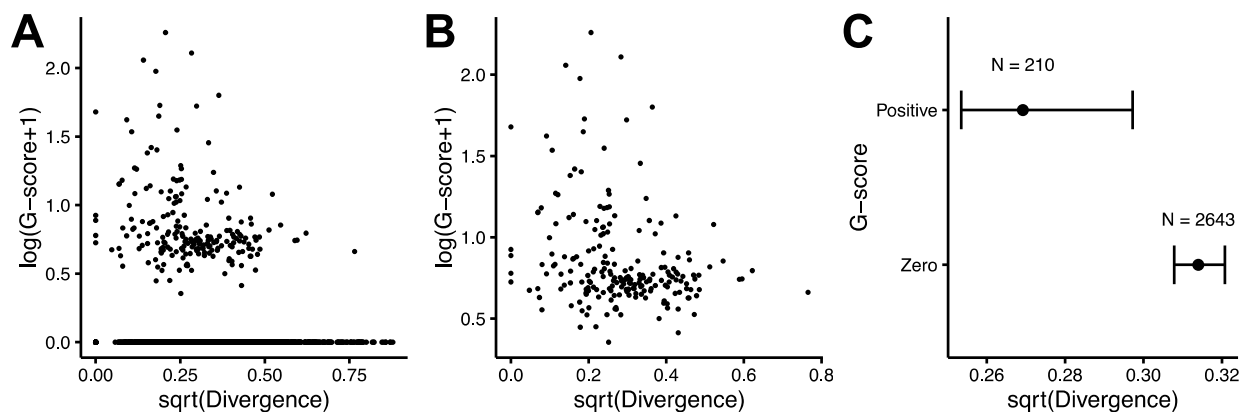 A
log(G−score+1)
2.0
1.5
1.0
0.5
0.0
0.00 0.25 0.50 0.75
sqrt(Divergence)
B
log(G−score+1)
2.0
1.5
1.0
0.5
0.0 0.2 0.4 0.6 0.8
sqrt(Divergence)
C
G−score
N = 210
Positive
N = 2643
Zero
0.26 0.28 0.30 0.32
sqrt(Divergence)